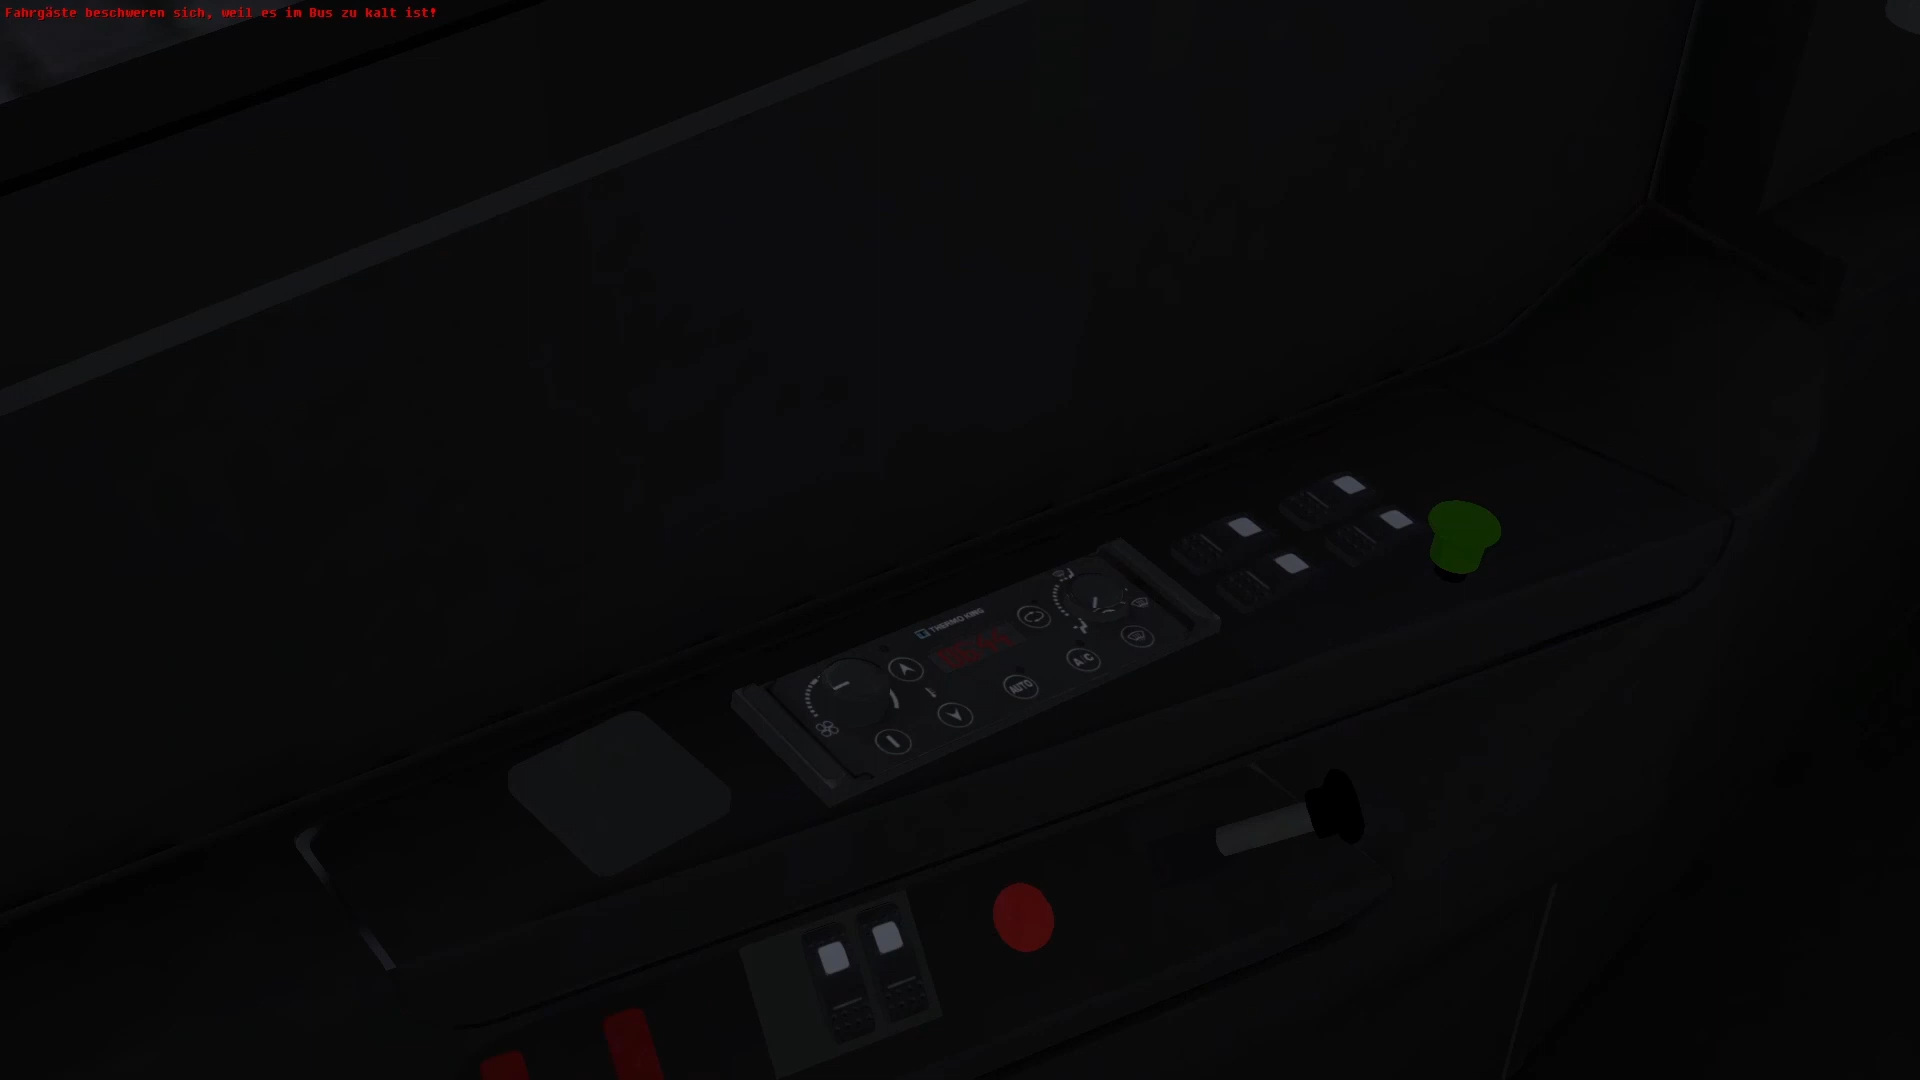 Fahrgäste beschweren sich, weil es im Bus zu kalt ist!
THERMO KING
A/C
AUTO